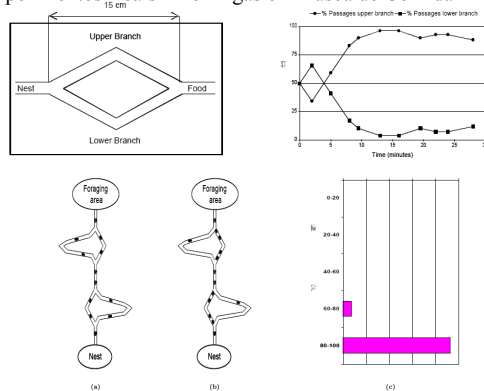 15 cm
Upper Branch
Nest
Food
Lower Branch
% Passages upper branch
% Passages lower branch
100
75
50
25
0
0 5 10 15 20 25
Time (minutes)
Foraging
area
Nest
(a)
Foraging
area
Nest
(b)
0-20
20-40
40-60
60-80
80-100
(c)